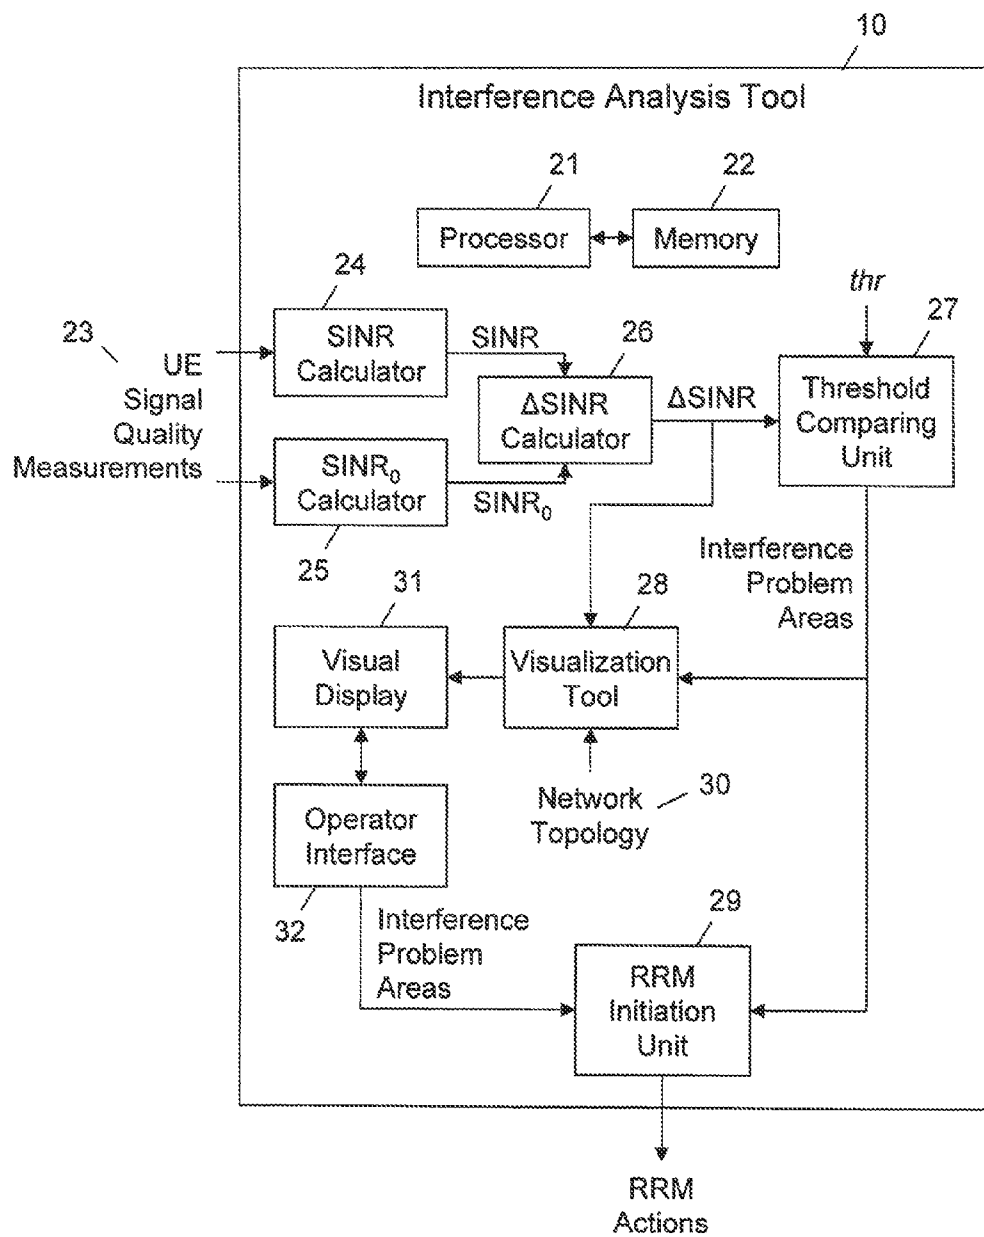 10
Interference Analysis Tool
21
22
Processor
Memory
24
thr
23
SINR
Calculator
SINR
26
27
UE
Signal
Quality
Measurements
ΔSINR
Calculator
ΔSINR
Threshold
Comparing
Unit
SINR₀
Calculator
SINR₀
25
Interference
Problem
Areas
31
28
Visual
Display
Visualization
Tool
Network
Topology
30
Operator
Interface
32
Interference
Problem
Areas
29
RRM
Initiation
Unit
RRM
Actions